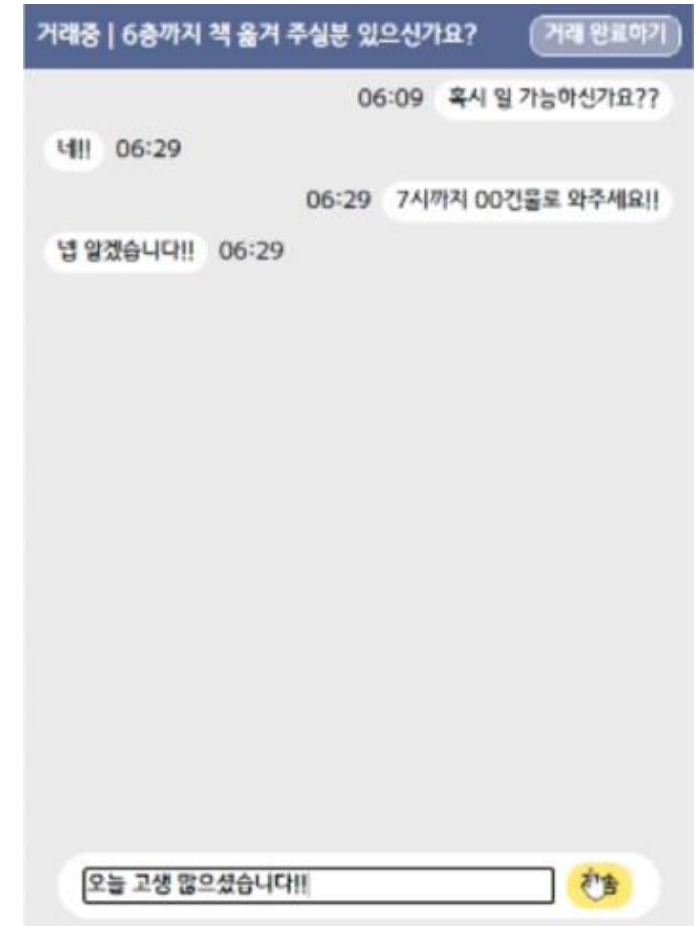 거래중 | 6층까지 책 옮겨 주실분 있으신가요? 거래 완료하기
06:09 혹시 일 가능하신가요??
네!! 06:29
06:29 7시까지 00건물로 와주세요!!
넵 알겠습니다!! 06:29
오늘 고생 많으셨습니다!! 전송